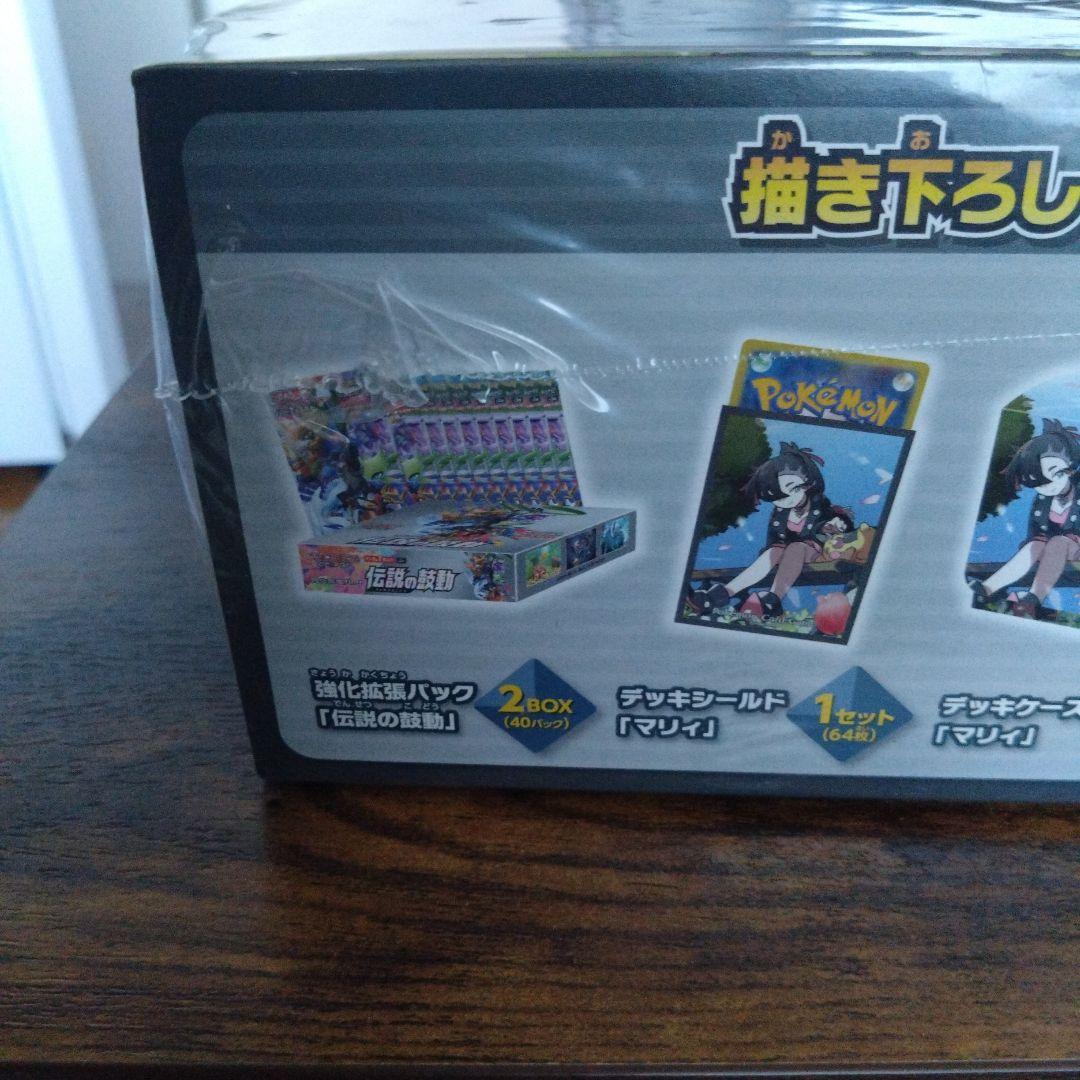 か お
描き下ろし
POKéMON
伝説の鼓動
きょう か かくちょう
強化拡張パック
でん せつ こ どう
「伝説の鼓動」
2BOX
(40パック)
デッキシールド
「マリィ」
1セット
(64枚)
デッキケース
「マリィ」